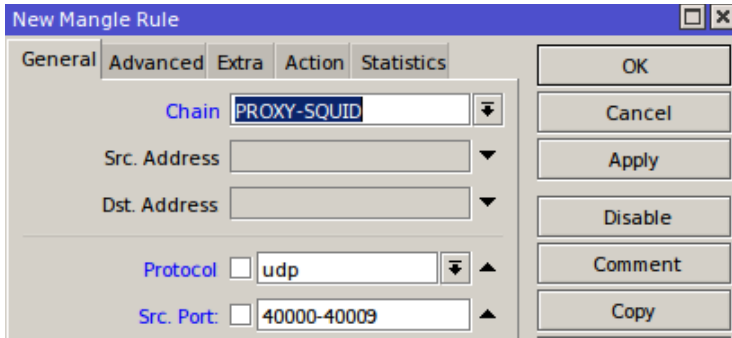 New Mangle Rule
General Advanced Extra Action Statistics
OK
Chain PROXY-SQUID
Cancel
Src. Address
Apply
Dst. Address
Disable
Protocol udp
Comment
Src. Port: 40000-40009
Copy